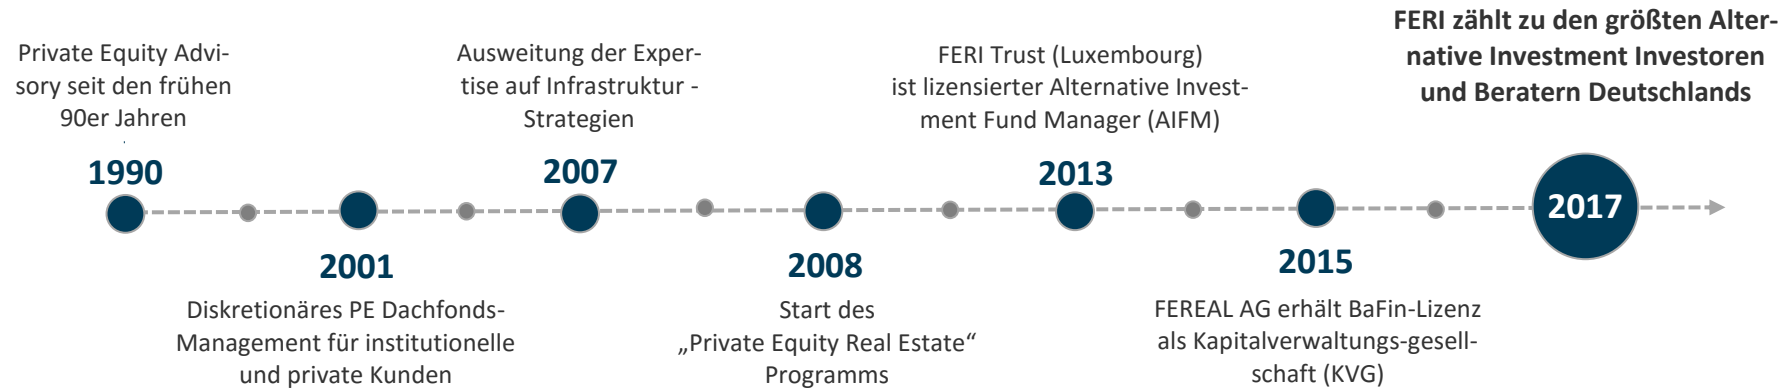 Private Equity Advi-
sory seit den frühen
90er Jahren
1990
2001
Diskretionäres PE Dachfonds-
Management für institutionelle
und private Kunden
Ausweitung der Exper-
tise auf Infrastruktur -
Strategien
2007
2008
Start des
„Private Equity Real Estate“
Programms
FERI Trust (Luxembourg)
ist lizensierter Alternative Invest-
ment Fund Manager (AIFM)
2013
2015
FEREAL AG erhält BaFin-Lizenz
als Kapitalverwaltungs-gesell-
schaft (KVG)
FERI zählt zu den größten Alter-
native Investment Investoren
und Beratern Deutschlands
2017